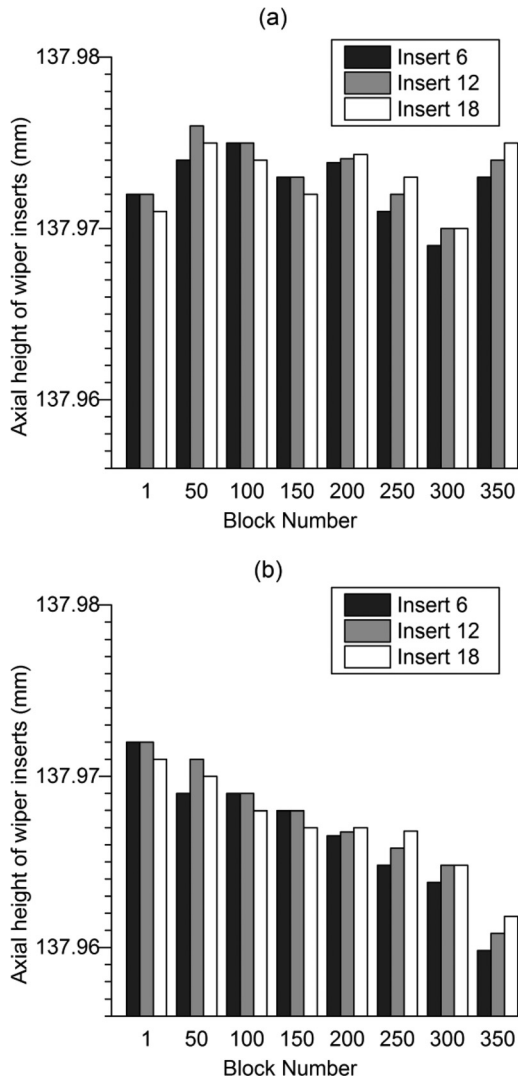 (a)
137.98
137.97
137.96
Axial height of wiper inserts (mm)
Insert 6
Insert 12
Insert 18
1 50 100 150 200 250 300 350
Block Number
(b)
137.98
137.97
137.96
Axial height of wiper inserts (mm)
Insert 6
Insert 12
Insert 18
1 50 100 150 200 250 300 350
Block Number